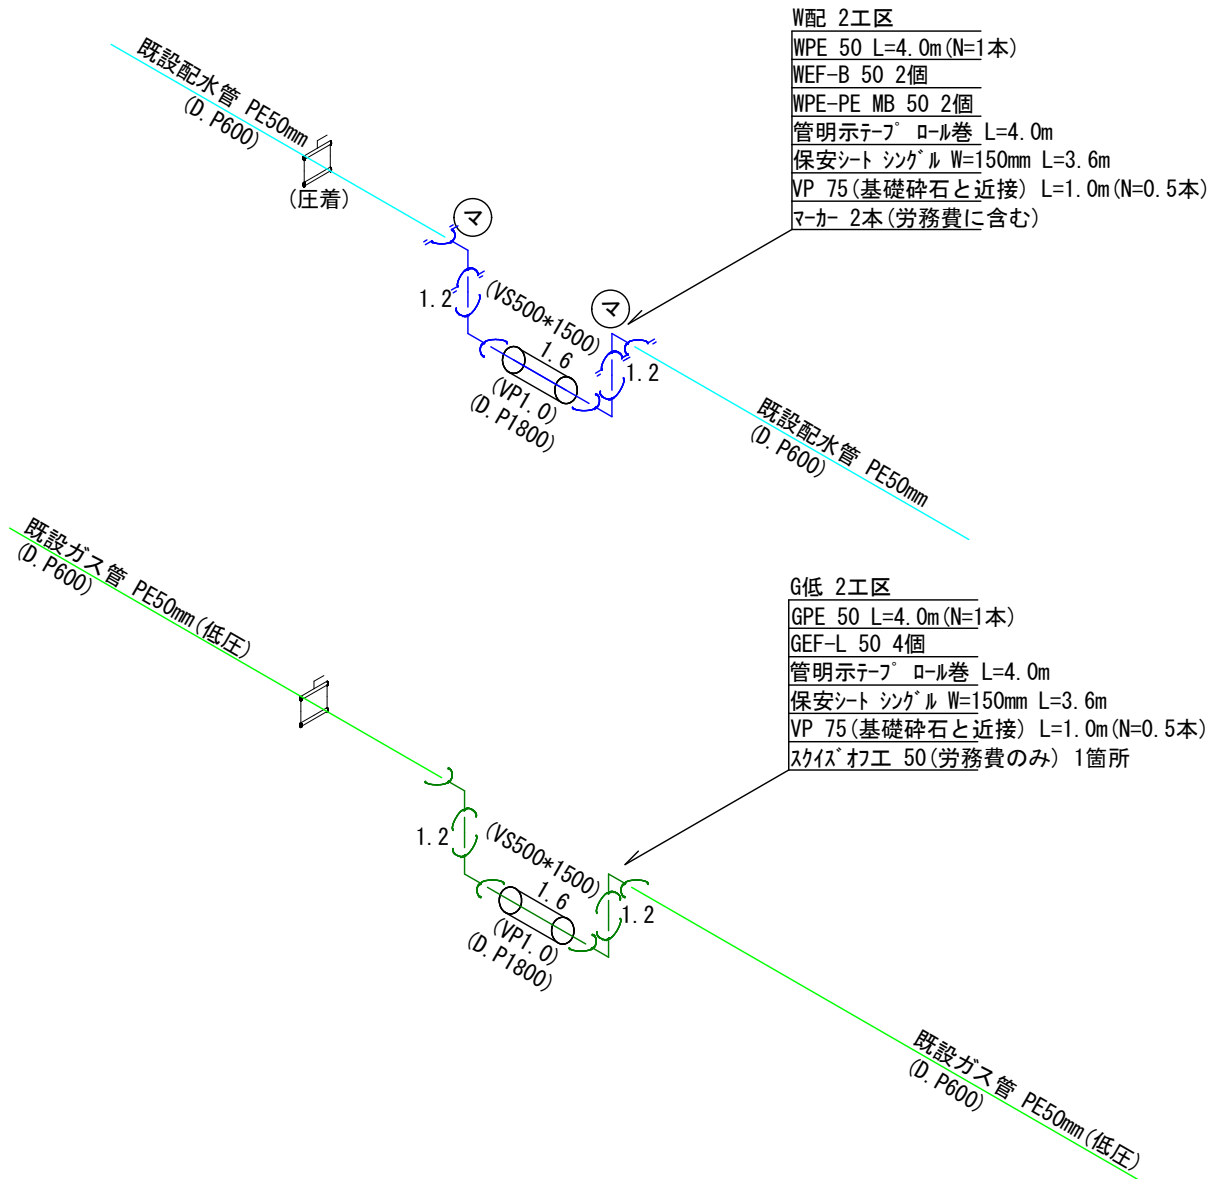 W配 2工区
WPE 50 L=4.0m(N=1本)
WEF-B 50 2個
WPE-PE MB 50 2個
管明示ﾃｰﾌﾟ ﾛｰﾙ巻 L=4.0m
保安ｼｰﾄ ｼﾝｸﾞﾙ W=150mm L=3.6m
VP 75(基礎砕石と近接) L=1.0m(N=0.5本)
ﾏｰｶｰ 2本(労務費に含む)
既設配水管 PE50mm
(D.P600)
(圧着)
マ
1.2
(VS500*1500)
マ
1.6
1.2
(VP1.0)
(D.P1800)
既設配水管 PE50mm
(D.P600)
既設ガス管 PE50mm(低圧)
(D.P600)
G低 2工区
GPE 50 L=4.0m(N=1本)
GEF-L 50 4個
管明示ﾃｰﾌﾟ ﾛｰﾙ巻 L=4.0m
保安ｼｰﾄ ｼﾝｸﾞﾙ W=150mm L=3.6m
VP 75(基礎砕石と近接) L=1.0m(N=0.5本)
ｽｸｲｽﾞｵﾌ工 50(労務費のみ) 1箇所
1.2
(VS500*1500)
1.6
1.2
(VP1.0)
(D.P1800)
既設ガス管 PE50mm(低圧)
(D.P600)